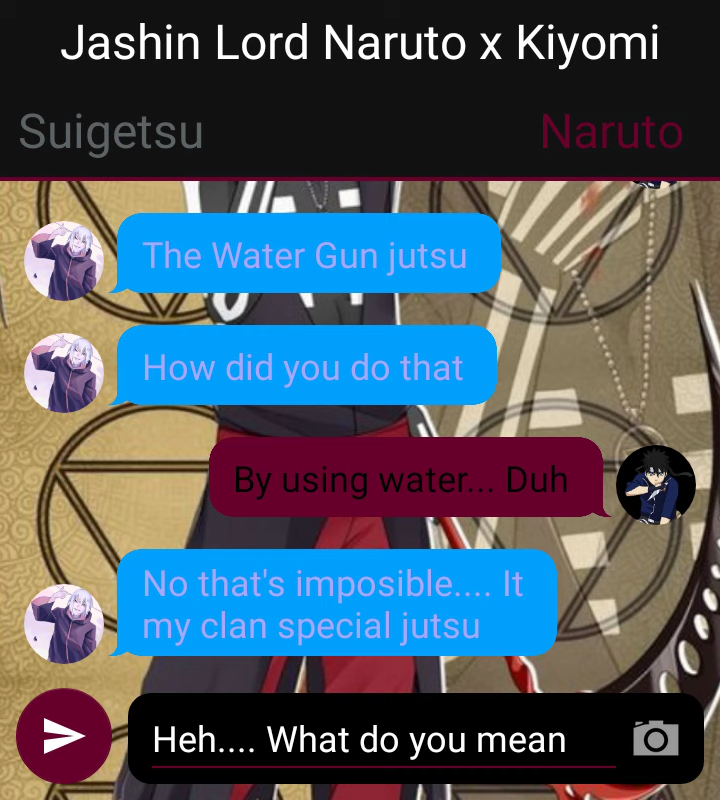 Jashin Lord Naruto x Kiyomi
Suigetsu
Naruto
The Water Gun jutsu
How did you do that
By using water... Duh
No that's imposible.... It
my clan special jutsu
Heh.... What do you mean